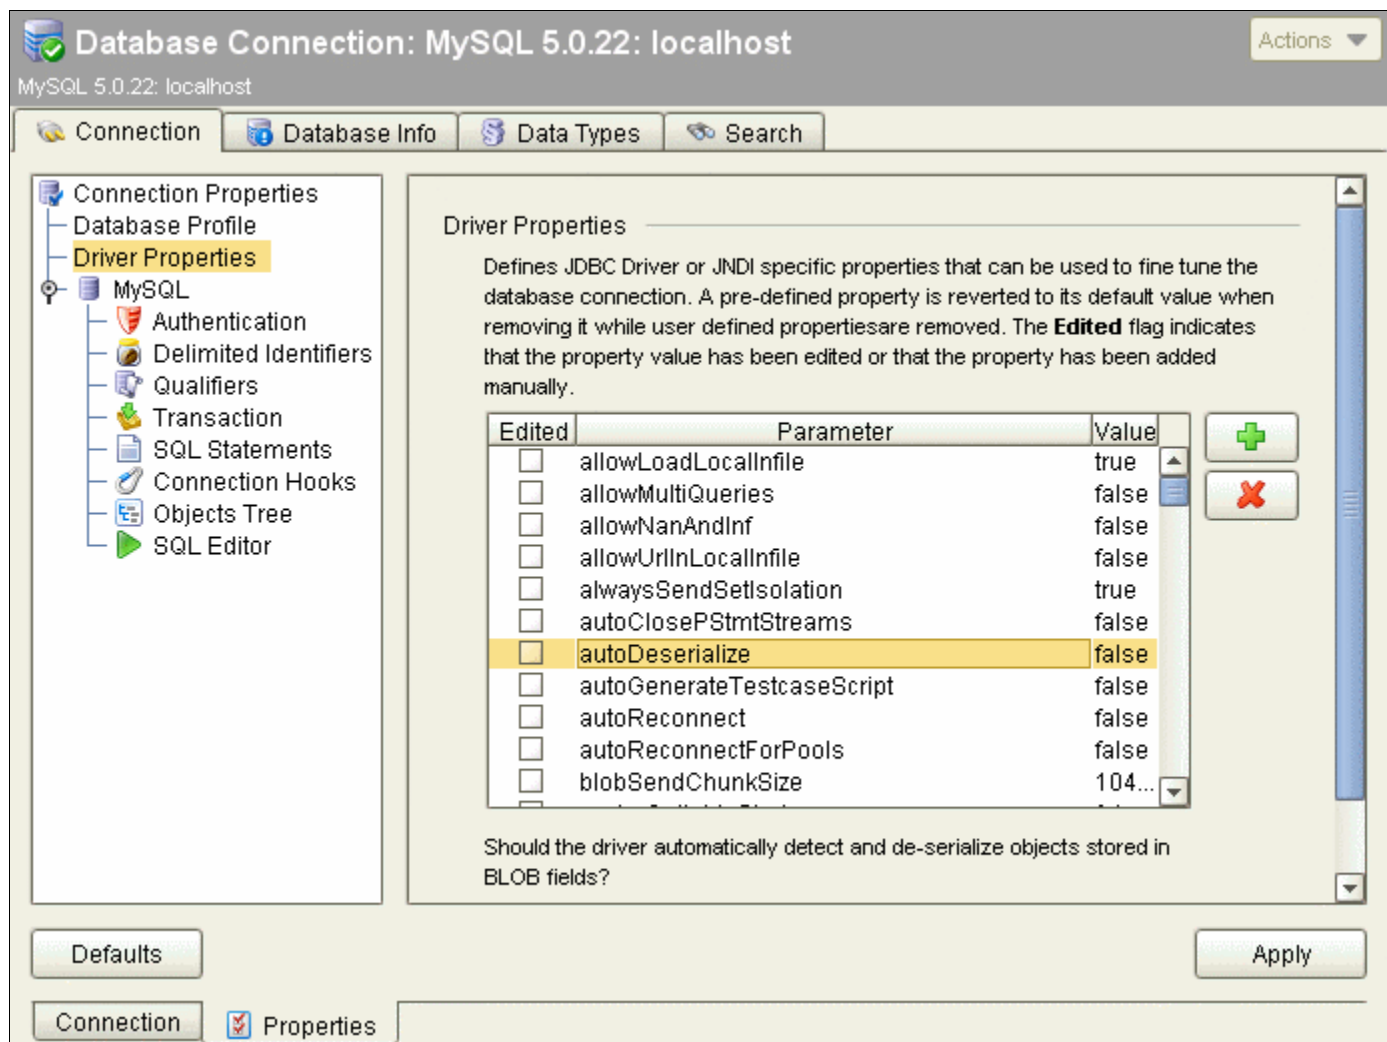 Database Connection: MySQL 5.0.22: localhost
Actions
MySQL 5.0.22: localhost
Connection Database Info Data Types Search
Connection Properties
Database Profile
Driver Properties
MySQL
Authentication
Delimited Identifiers
Qualifiers
Transaction
SQL Statements
Connection Hooks
Objects Tree
SQL Editor
Driver Properties
Defines JDBC Driver or JNDI specific properties that can be used to fine tune the
database connection. A pre-defined property is reverted to its default value when
removing it while user defined propertiesare removed. The Edited flag indicates
that the property value has been edited or that the property has been added
manually.
Edited Parameter Value
allowLoadLocalInfile true
allowMultiQueries false
allowNanAndInf false
allowUrlInLocalInfile false
alwaysSendSetIsolation true
autoClosePStmtStreams false
autoDeserialize false
autoGenerateTestcaseScript false
autoReconnect false
autoReconnectForPools false
blobSendChunkSize 104...
Should the driver automatically detect and de-serialize objects stored in
BLOB fields?
Defaults Apply
Connection Properties